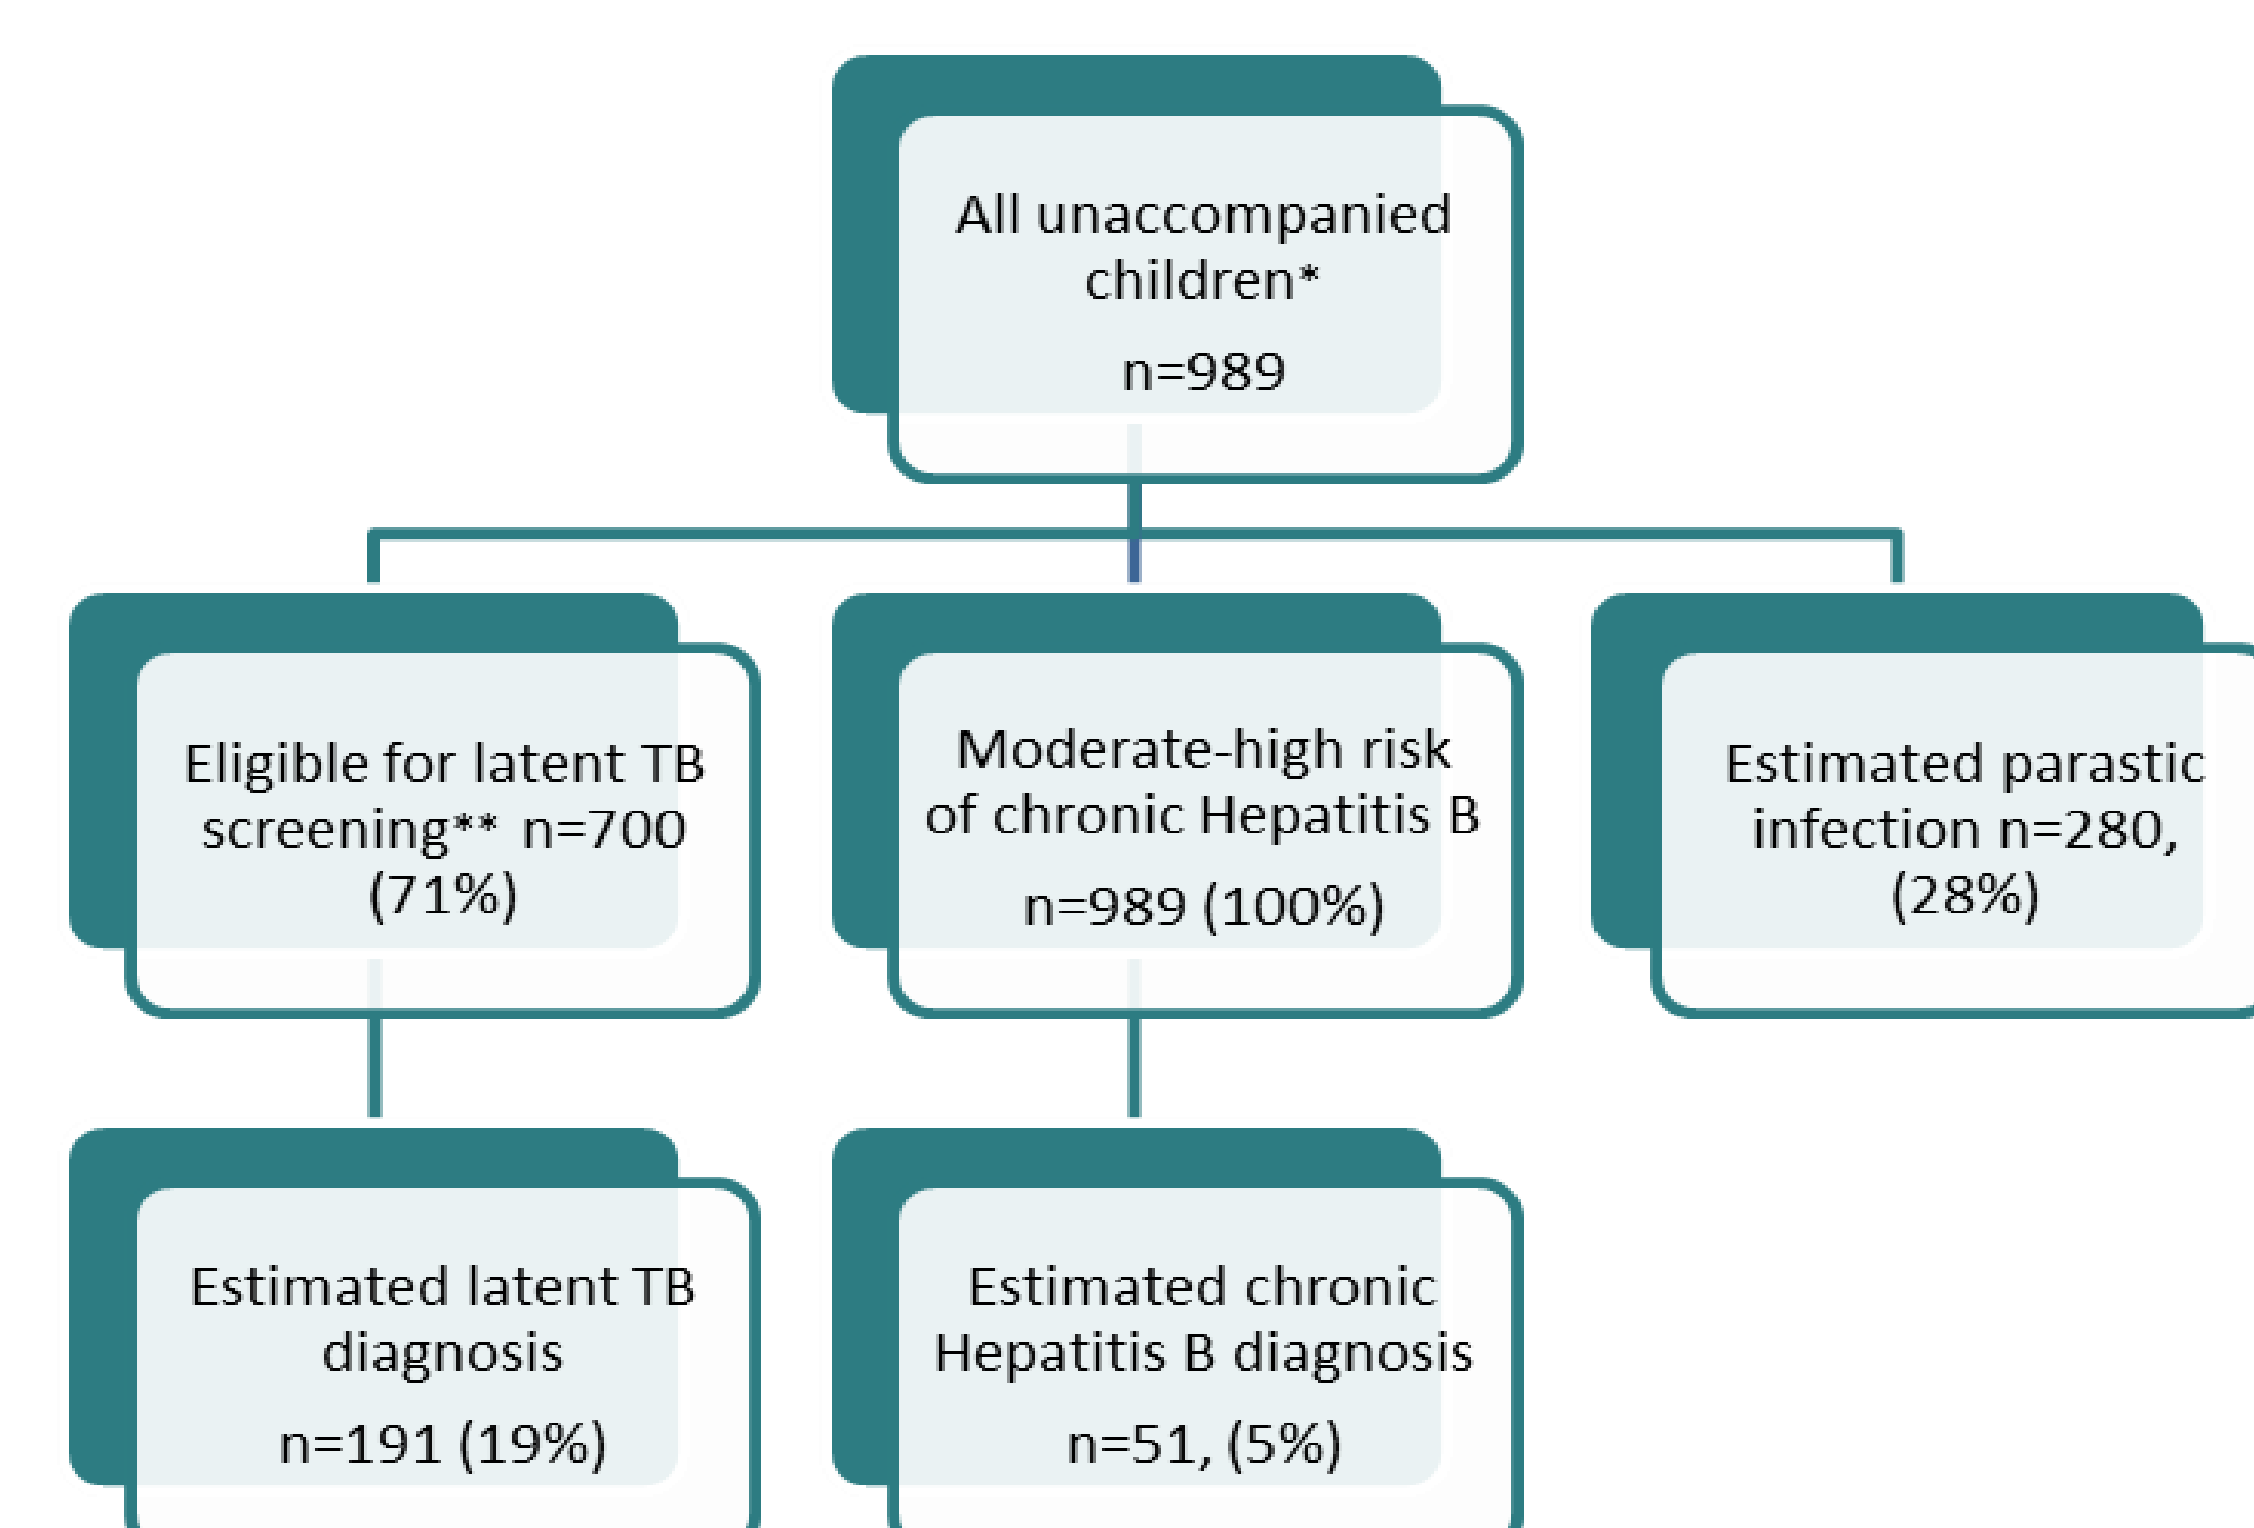 All unaccompanied
children*
n=989
Eligible for latent TB
screening** n=700
(71%)
Moderate-high risk
of chronic Hepatitis B
n=989 (100%)
Estimated parastic
infection n=280,
(28%)
Estimated latent TB
diagnosis
n=191 (19%)
Estimated chronic
Hepatitis B diagnosis
n=51, (5%)